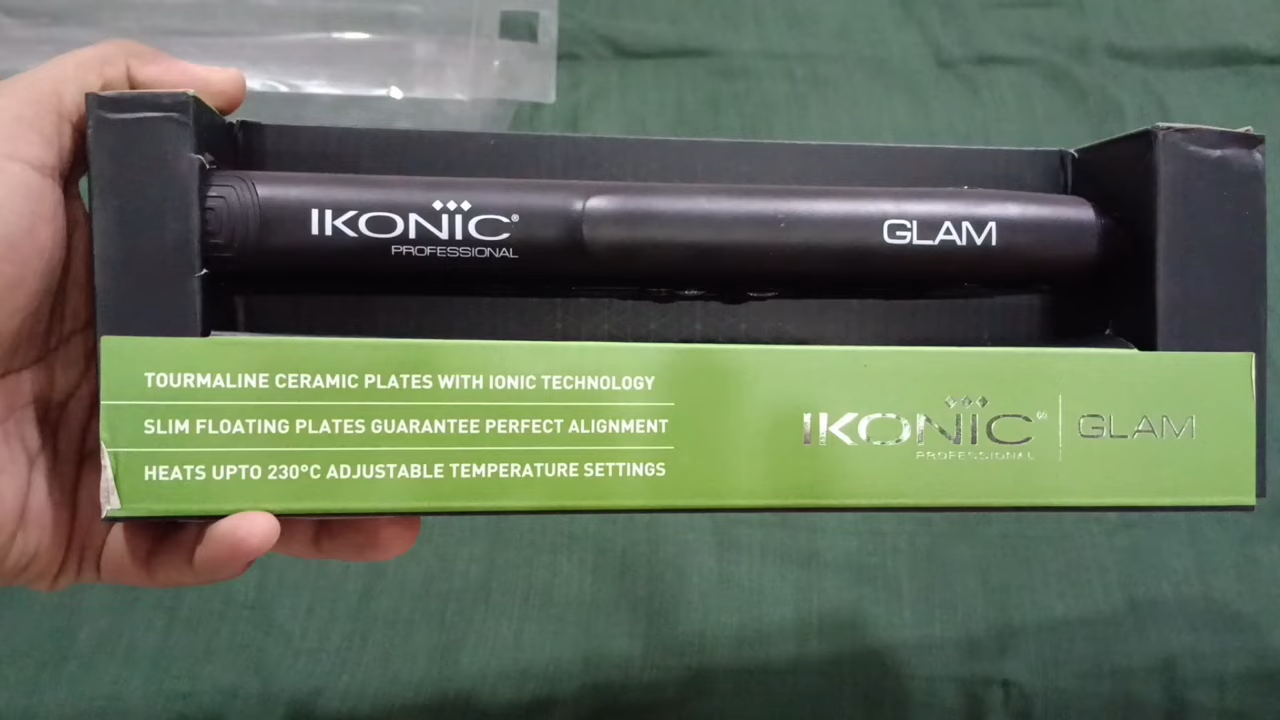 IKONIC®
PROFESSIONAL
GLAM
TOURMALINE CERAMIC PLATES WITH IONIC TECHNOLOGY
SLIM FLOATING PLATES GUARANTEE PERFECT ALIGNMENT
HEATS UPTO 230°C ADJUSTABLE TEMPERATURE SETTINGS
IKONIC®
PROFESSIONAL
GLAM